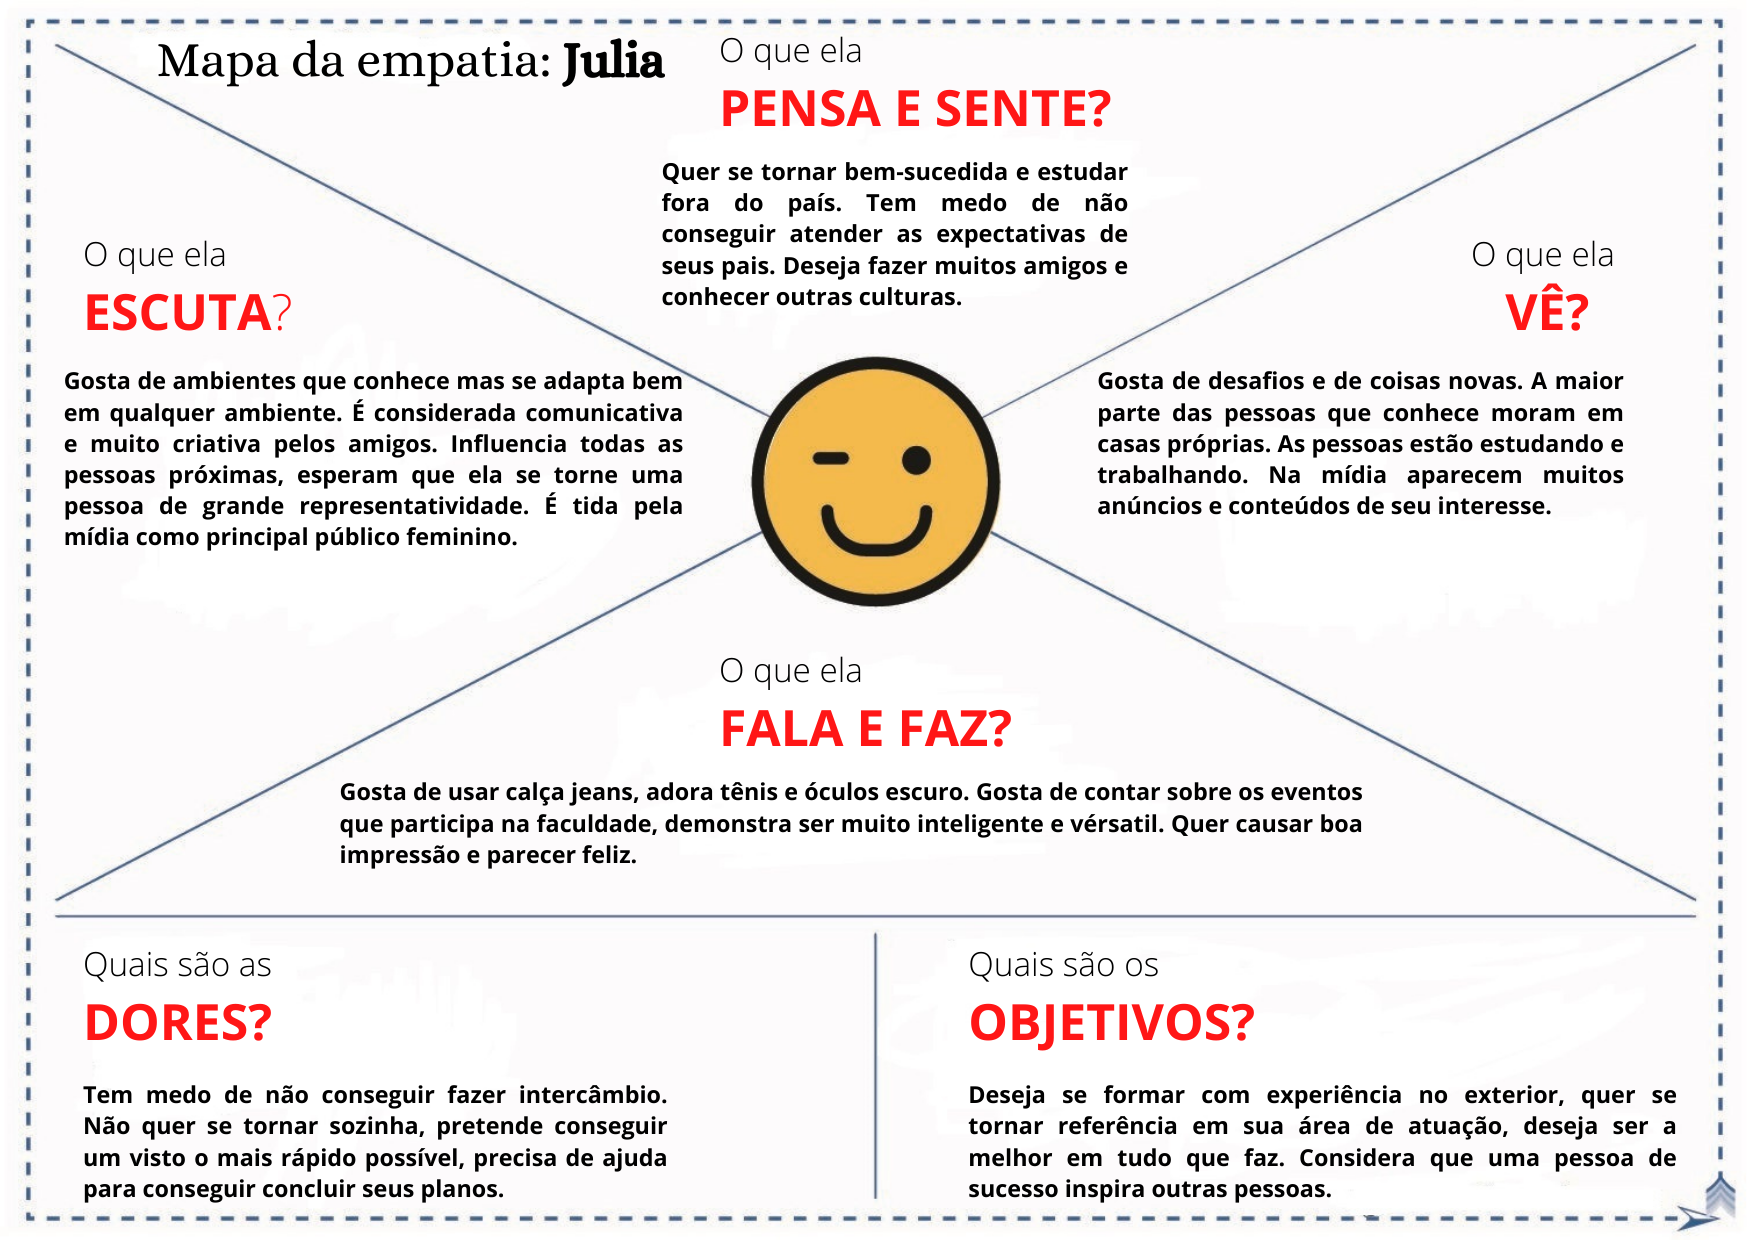 Mapa da empatia: Julia
O que ela
PENSA E SENTE?
Quer se tornar bem-sucedida e estudar
fora do país. Tem medo de não
conseguir atender as expectativas de
seus pais. Deseja fazer muitos amigos e
conhecer outras culturas.
O que ela
ESCUTA?
Gosta de ambientes que conhece mas se adapta bem
em qualquer ambiente. É considerada comunicativa
e muito criativa pelos amigos. Influencia todas as
pessoas próximas, esperam que ela se torne uma
pessoa de grande representatividade. É tida pela
mídia como principal público feminino.
O que ela
VÊ?
Gosta de desafios e de coisas novas. A maior
parte das pessoas que conhece moram em
casas próprias. As pessoas estão estudando e
trabalhando. Na mídia aparecem muitos
anúncios e conteúdos de seu interesse.
O que ela
FALA E FAZ?
Gosta de usar calça jeans, adora tênis e óculos escuro. Gosta de contar sobre os eventos
que participa na faculdade, demonstra ser muito inteligente e vérsatil. Quer causar boa
impressão e parecer feliz.
Quais são as
DORES?
Tem medo de não conseguir fazer intercâmbio.
Não quer se tornar sozinha, pretende conseguir
um visto o mais rápido possível, precisa de ajuda
para conseguir concluir seus planos.
Quais são os
OBJETIVOS?
Deseja se formar com experiência no exterior, quer se
tornar referência em sua área de atuação, deseja ser a
melhor em tudo que faz. Considera que uma pessoa de
sucesso inspira outras pessoas.